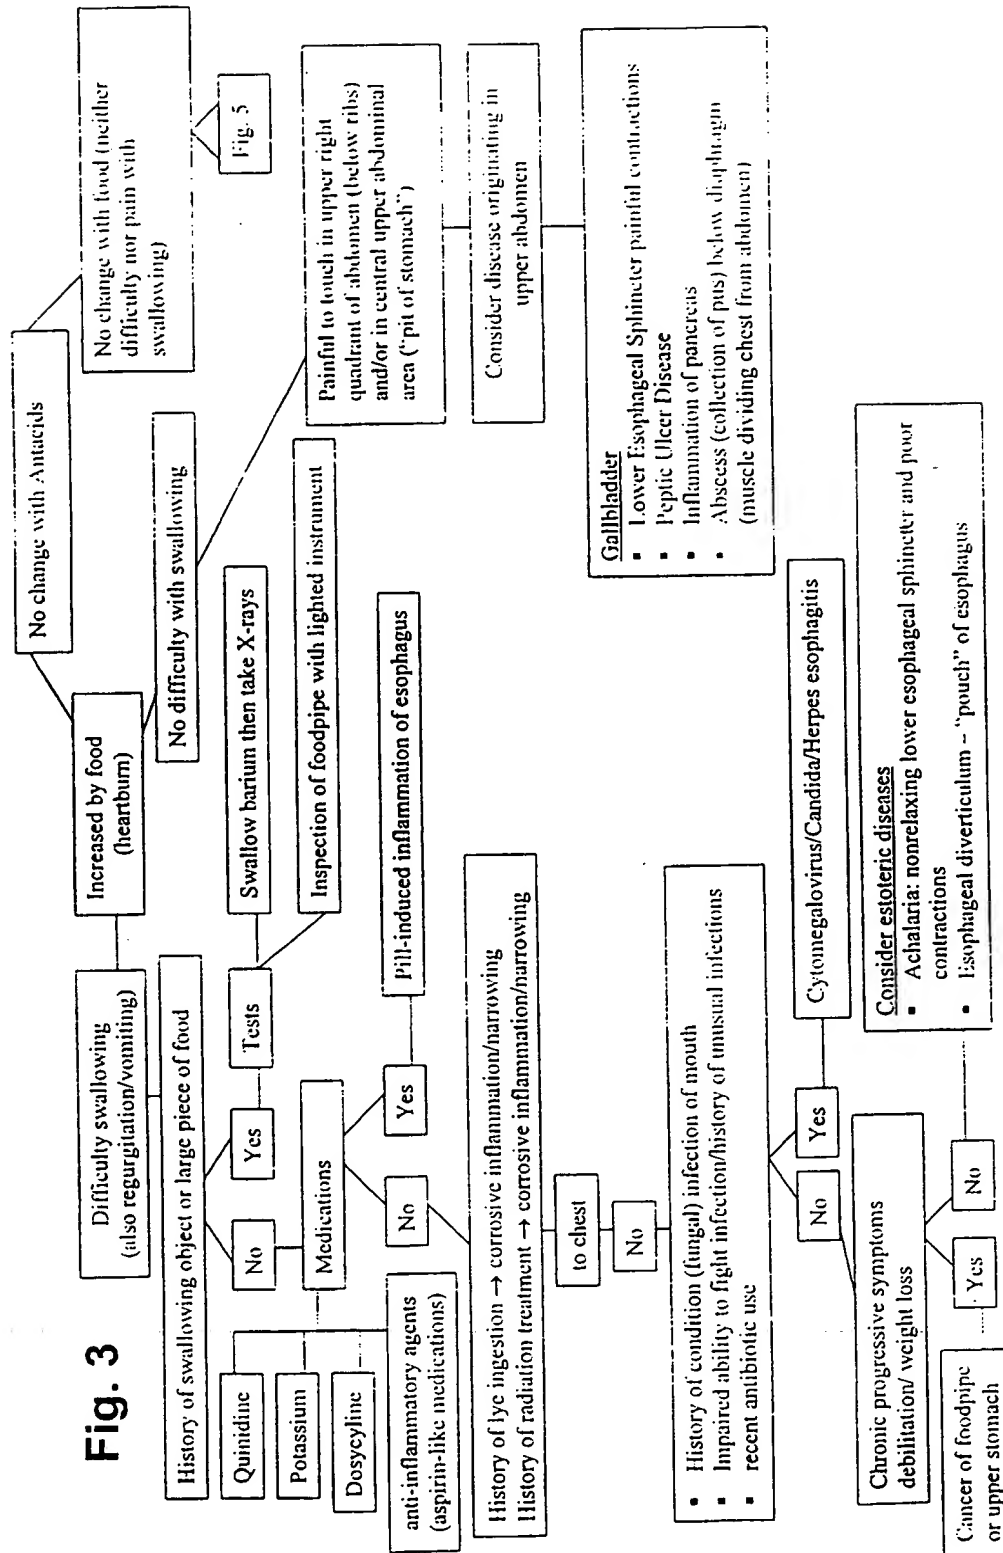 Fig. 3
No change with Antacids
Increased by food
(heartburn)
No change with food (neither
difficulty nor pain with
swallowing)
Fig. 5
Difficulty swallowing
(also regurgitation/vomiting)
No difficulty with swallowing
History of swallowing object or large piece of food
No
Yes
Tests
Swallow barium then take X-rays
Inspection of foodpipe with lighted instrument
Painful to touch in upper right
quadrant of abdomen (below ribs)
and/or in central upper abdominal
area ("pit of stomach")
Consider disease originating in
upper abdomen
Gallbladder
▪ Lower Esophageal Sphincter painful contractions
▪ Peptic Ulcer Disease
▪ Inflammation of pancreas
▪ Abscess (collection of pus) below diaphragm
(muscle dividing chest from abdomen)
Quinidine
Potassium
Dosycyline
anti-inflammatory agents
(aspirin-like medications)
Medications
No
Yes
Pill-induced inflammation of esophagus
History of lye ingestion → corrosive inflammation/narrowing
History of radiation treatment → corrosive inflammation/narrowing
to chest
No
▪ History of condition (fungal) infection of mouth
▪ Impaired ability to fight infection/history of unusual infections
▪ recent antibiotic use
No
Yes
Cytomegalovirus/Candida/Herpes esophagitis
Chronic progressive symptoms
debilitation/ weight loss
Yes
No
Cancer of foodpipe
or upper stomach
Consider estoteric diseases
▪ Achalaria: nonrelaxing lower esophageal sphincter and poor
contractions
▪ Esophageal diverticulum – "pouch" of esophagus